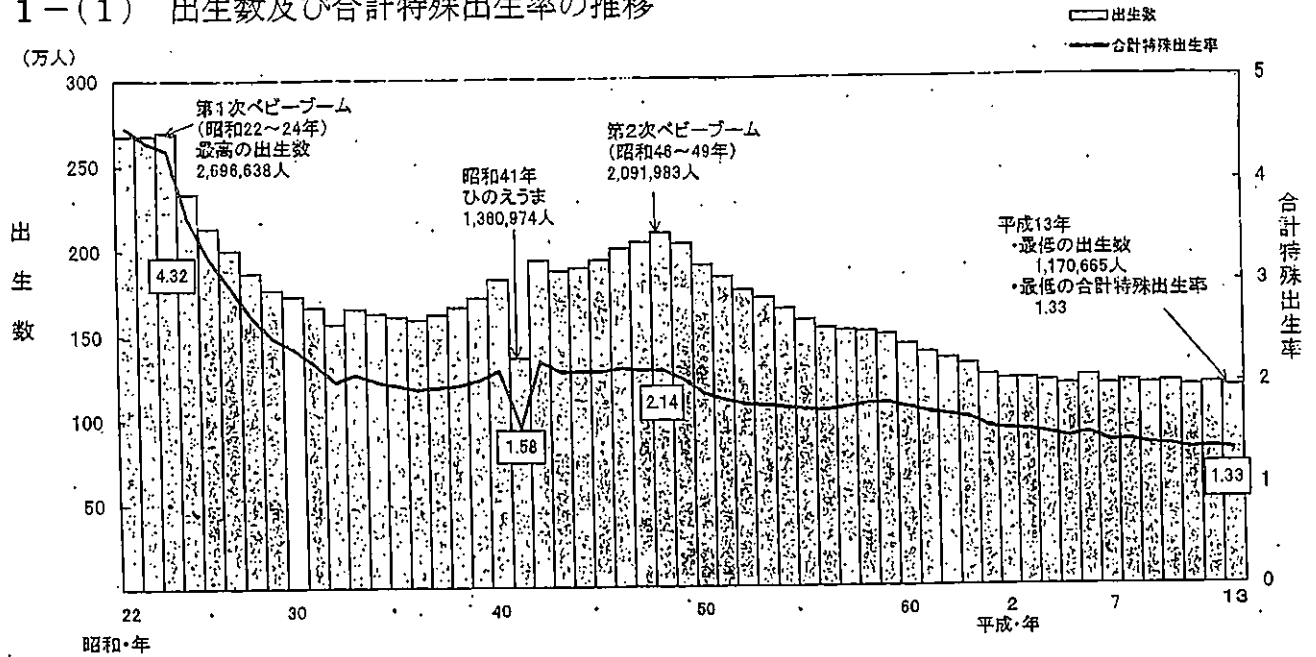 1-(1) 出生数及び合計特殊出生率の推移
出生数
合計特殊出生率
(万人)
300
250
200
150
100
50
出生数
5
4
3
2
1
0
合計特殊出生率
第1次ベビーブーム
(昭和22~24年)
最高の出生数
2,696,638人
昭和41年
ひのえうま
1,360,974人
第2次ベビーブーム
(昭和46~49年)
2,091,983人
平成13年
・最低の出生数
1,170,665人
・最低の合計特殊出生率
1.33
4.32
1.58
2.14
1.33
22
30
40
50
60
2
7
13
昭和・年
平成・年